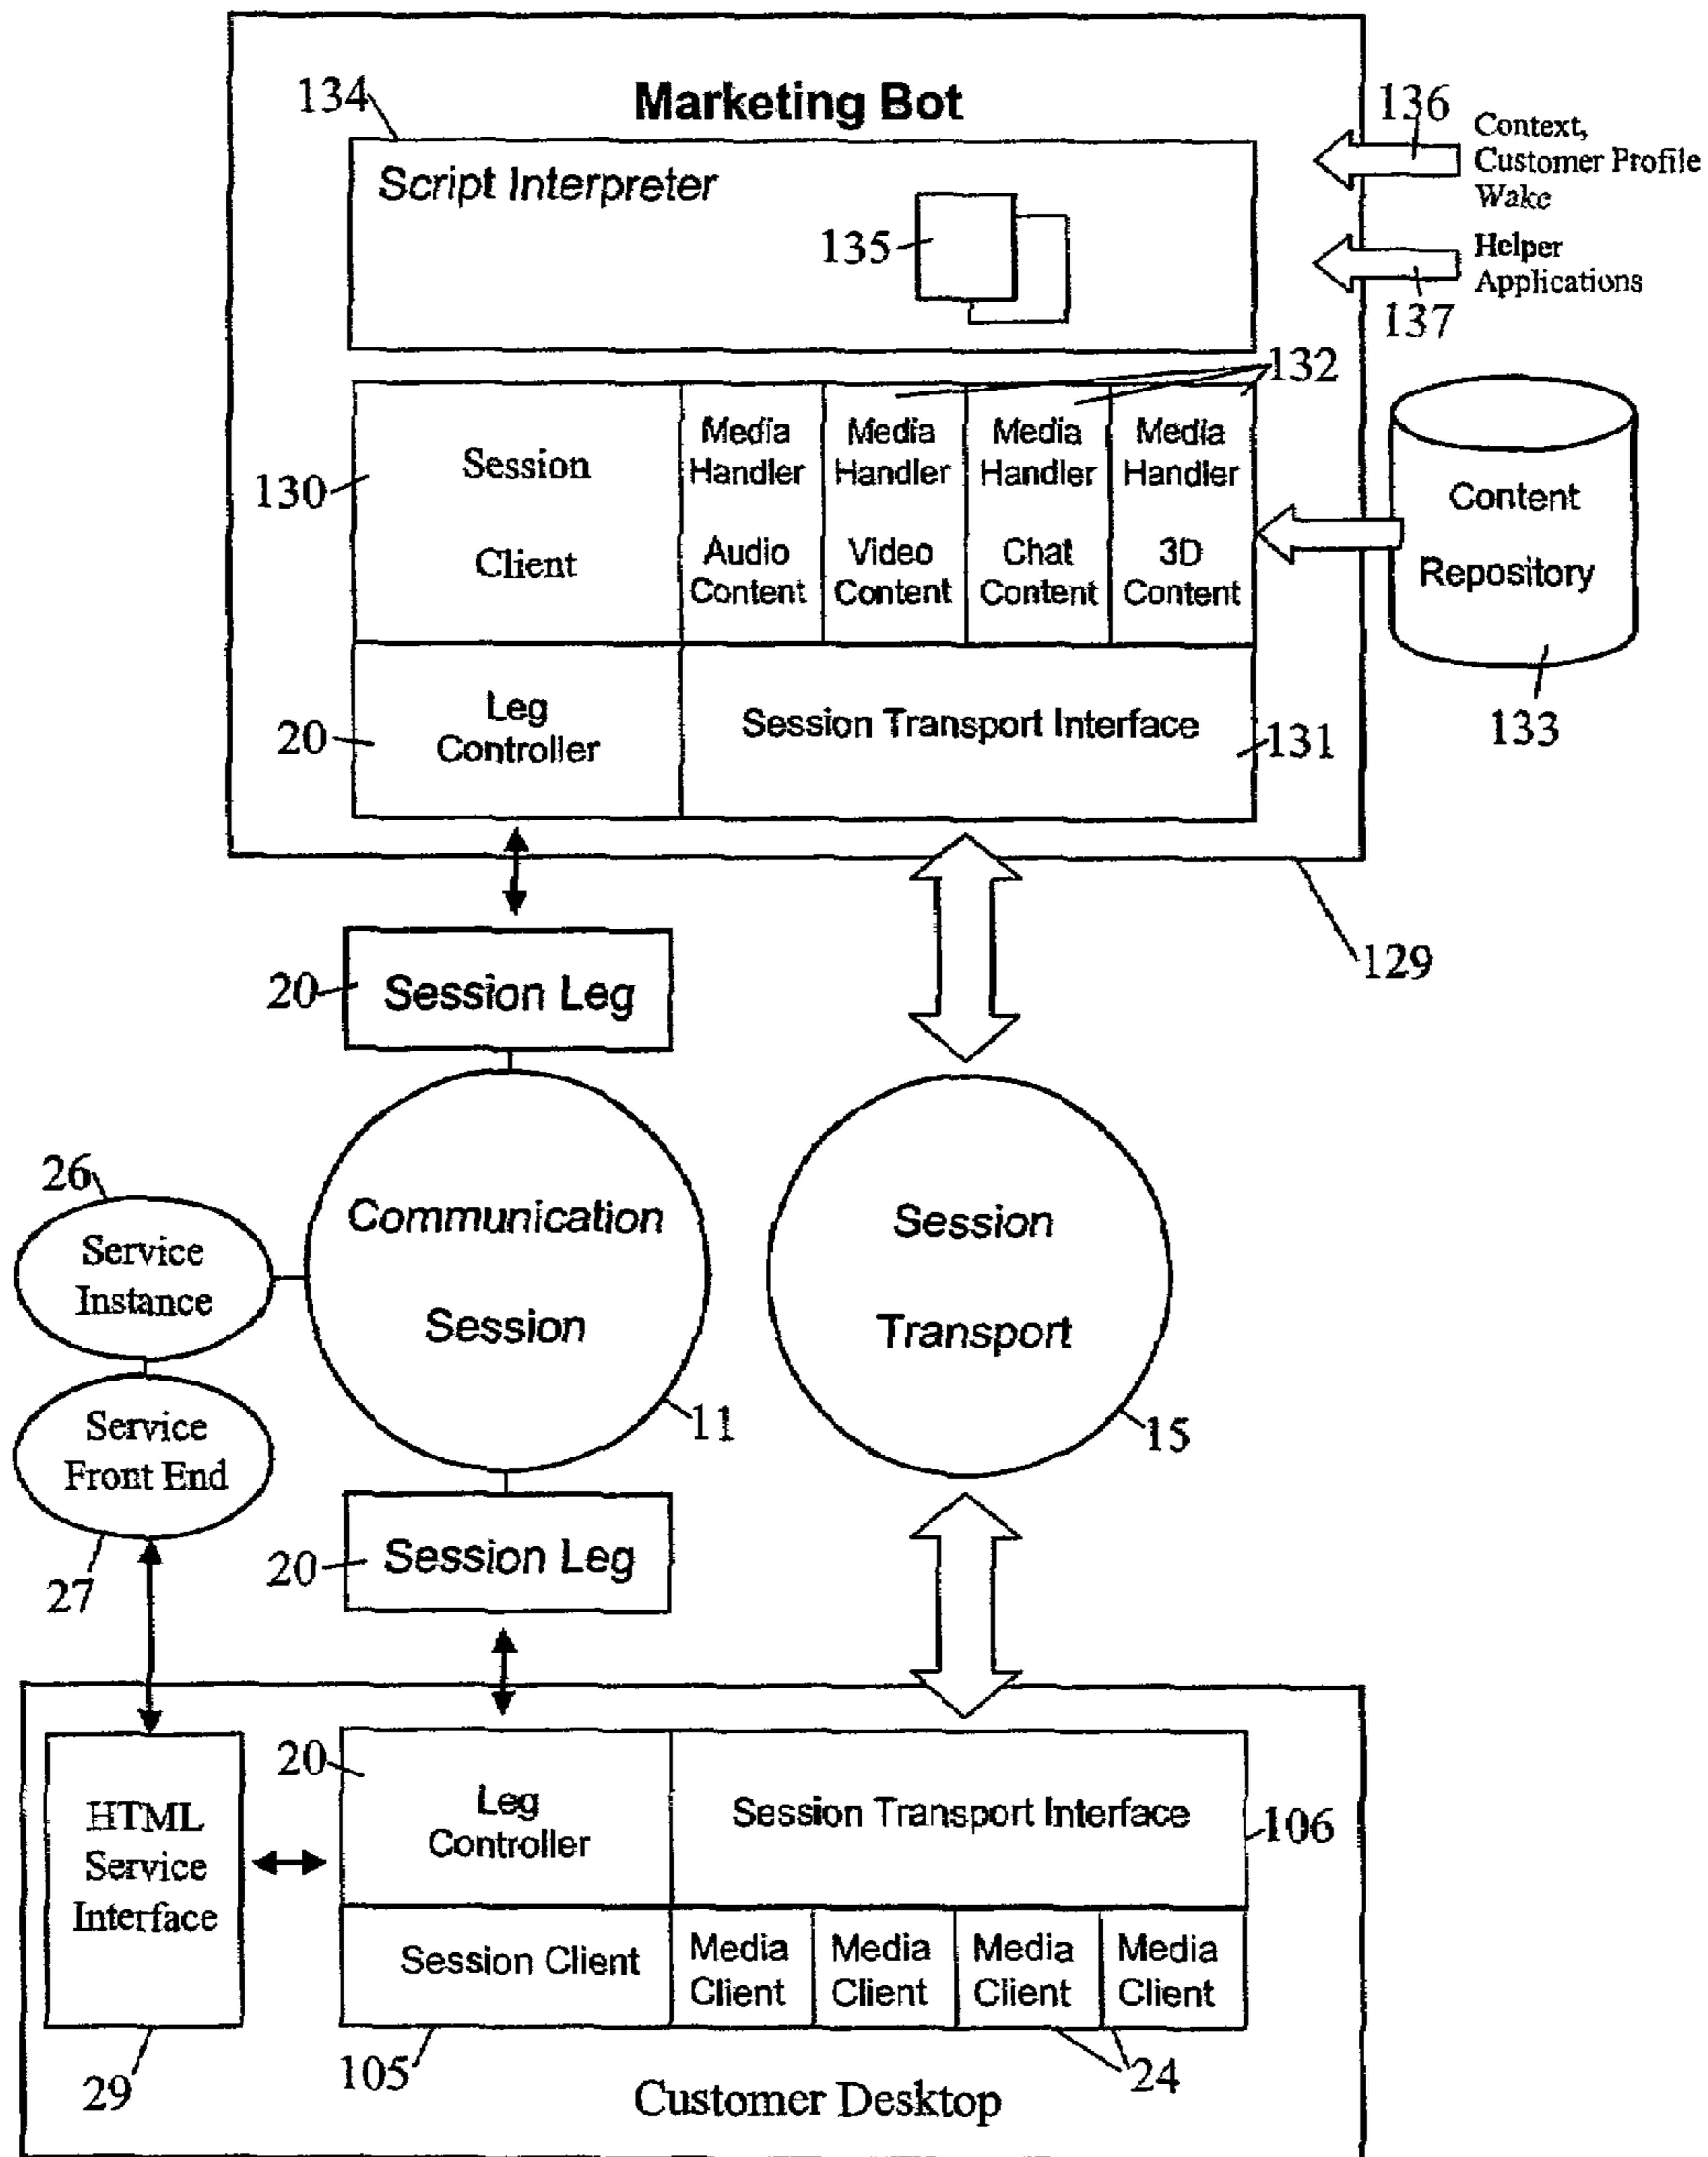 Marketing Bot
134
Script Interpreter
135
136
Context,
Customer Profile
Wake
Helper
Applications
137
132
130
Session
Client
Media
Handler
Audio
Content
Media
Handler
Video
Content
Media
Handler
Chat
Content
Media
Handler
3D
Content
Content
Repository
133
20
Leg
Controller
Session Transport Interface
131
129
20
Session Leg
26
Service
Instance
Communication
Session
11
Session
Transport
15
Service
Front End
27
20
Session Leg
HTML
Service
Interface
29
20
Leg
Controller
Session Transport Interface
106
Session Client
105
Media
Client
Media
Client
Media
Client
Media
Client
24
Customer Desktop